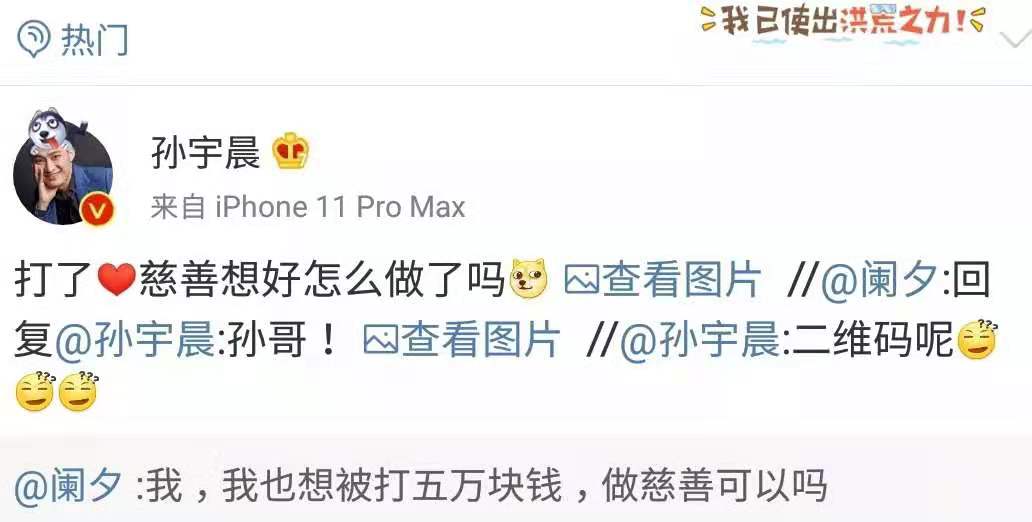 热门
我已使出洪荒之力!
孙宇晨
来自 iPhone 11 Pro Max
打了❤️慈善想好怎么做了吗 查看图片 //@阑夕:回
复@孙宇晨:孙哥！ 查看图片 //@孙宇晨:二维码呢
@阑夕 :我，我也想被打五万块钱，做慈善可以吗